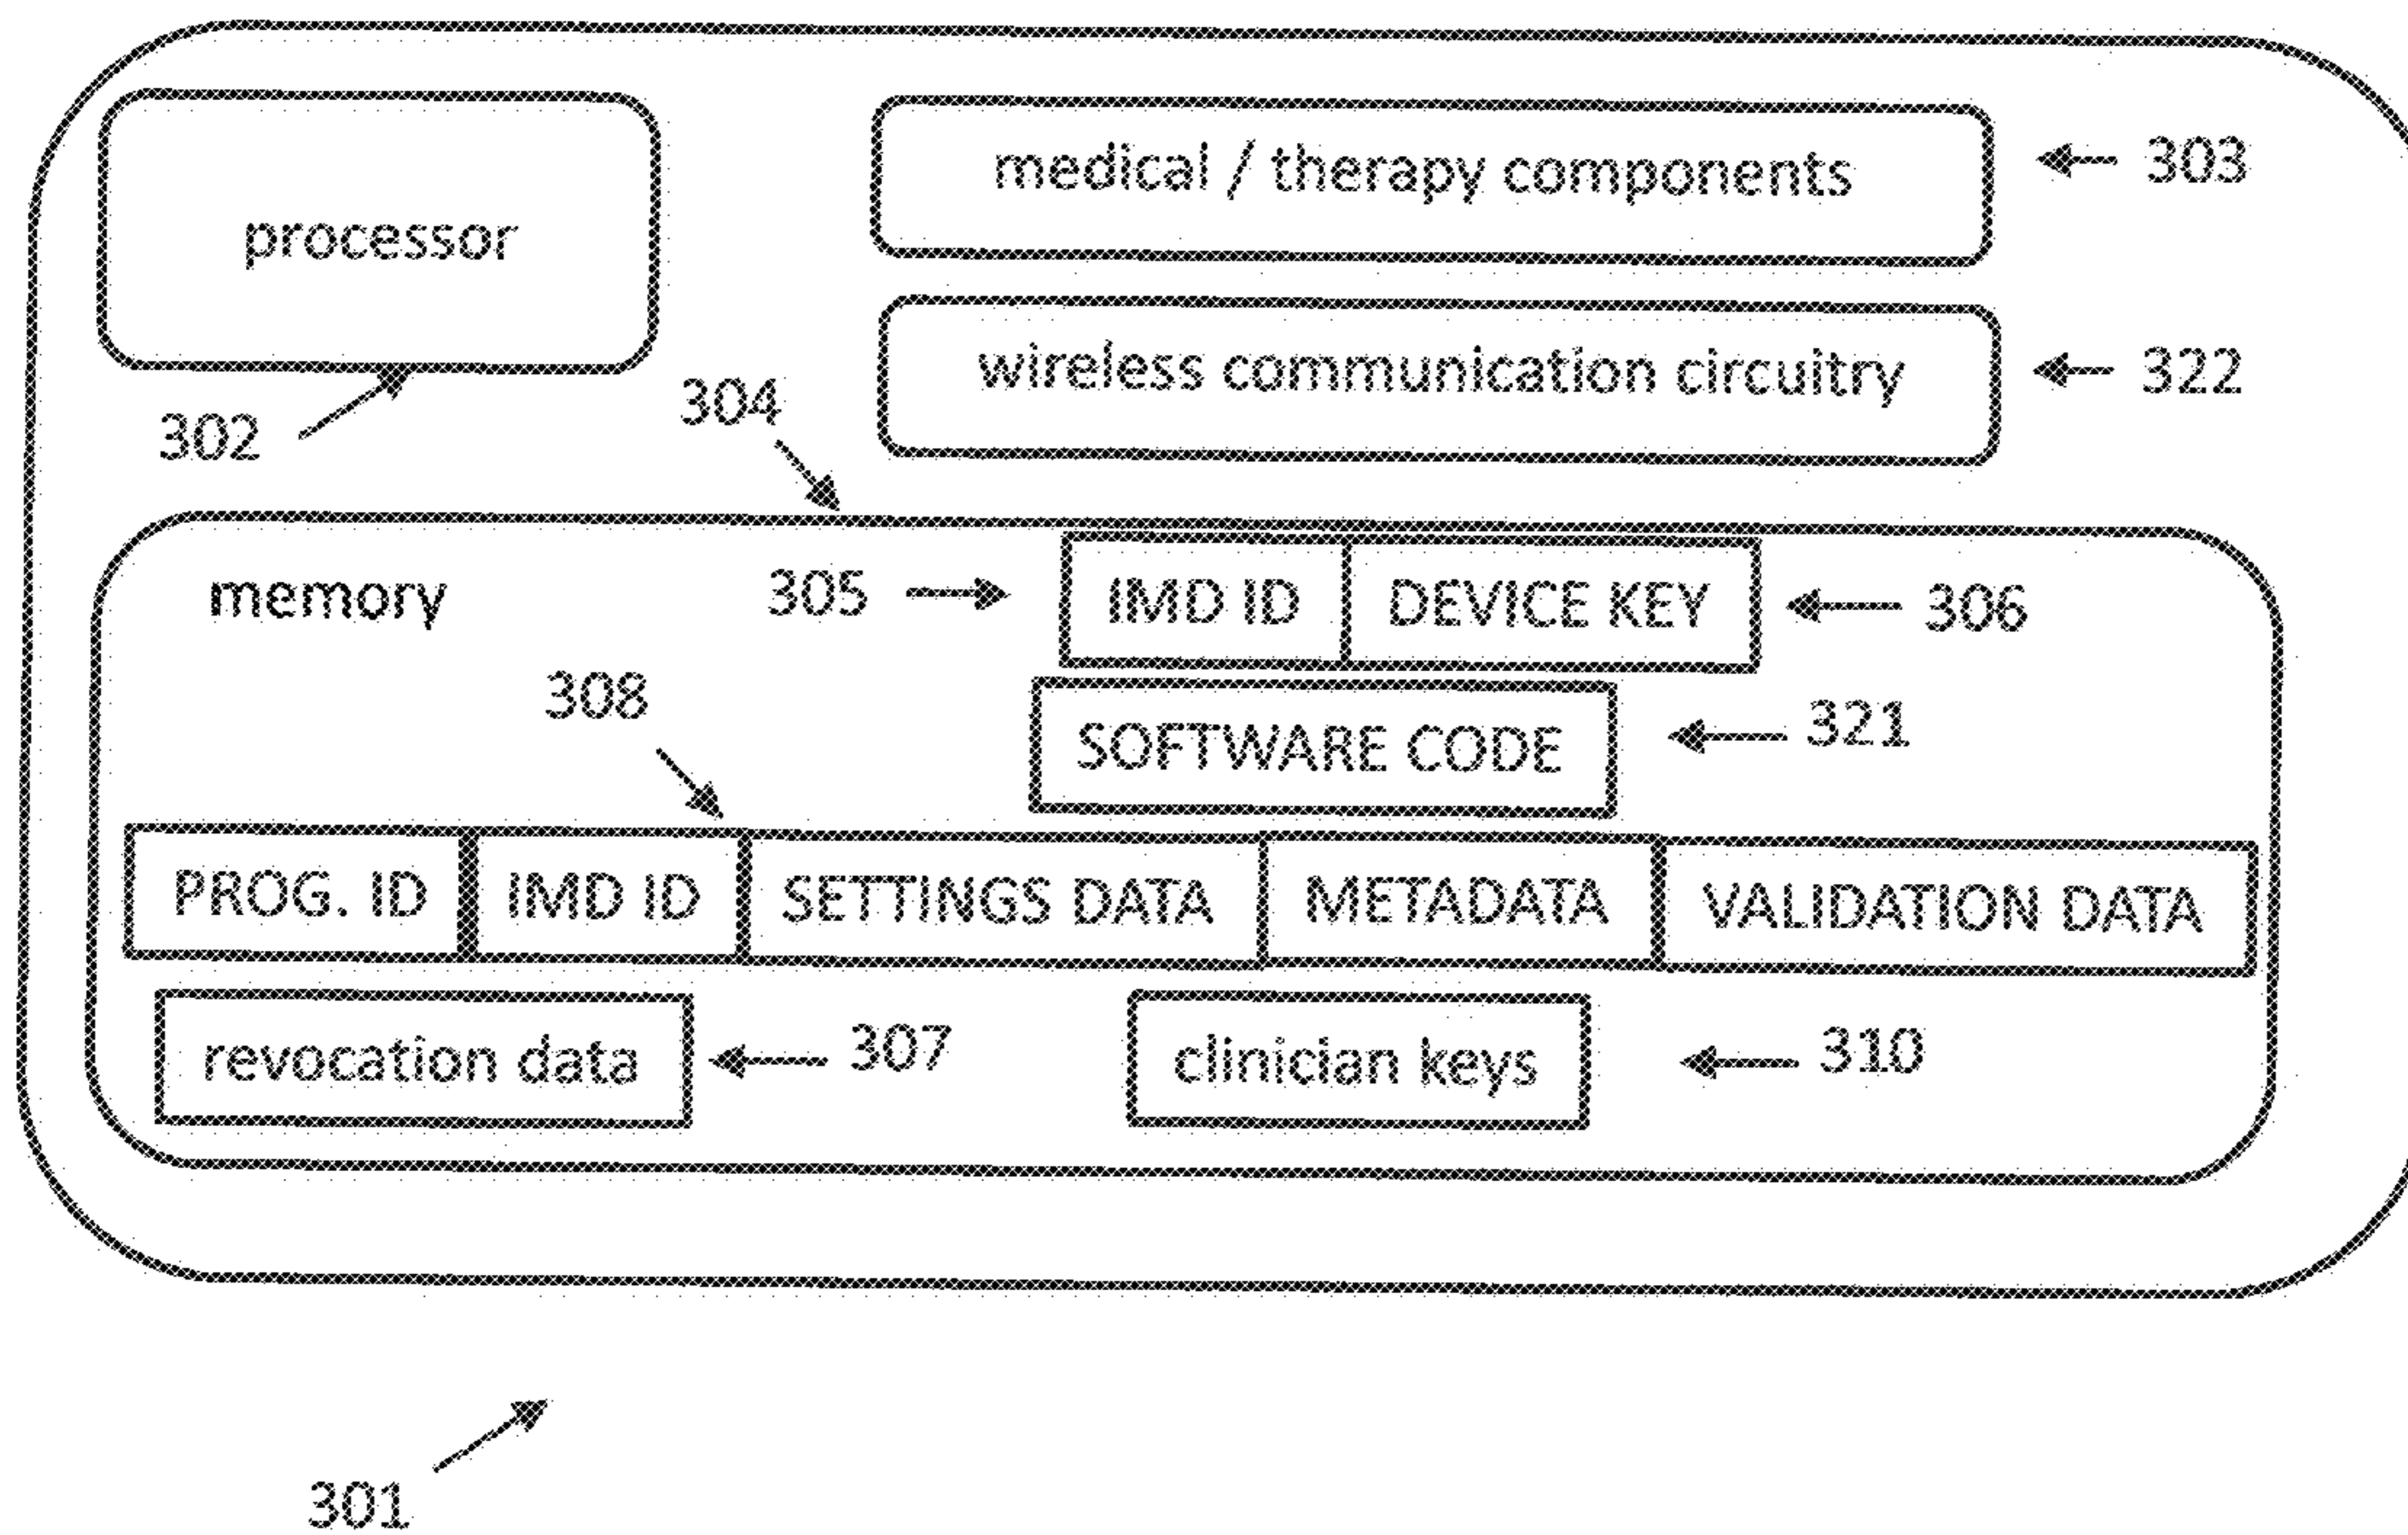 processor
medical / therapy components
303
wireless communication circuitry
322
302
304
memory
305
IMD ID DEVICE KEY
306
308
SOFTWARE CODE
321
PROG. ID IMD ID SETTINGS DATA METADATA VALIDATION DATA
revocation data
307
clinician keys
310
301